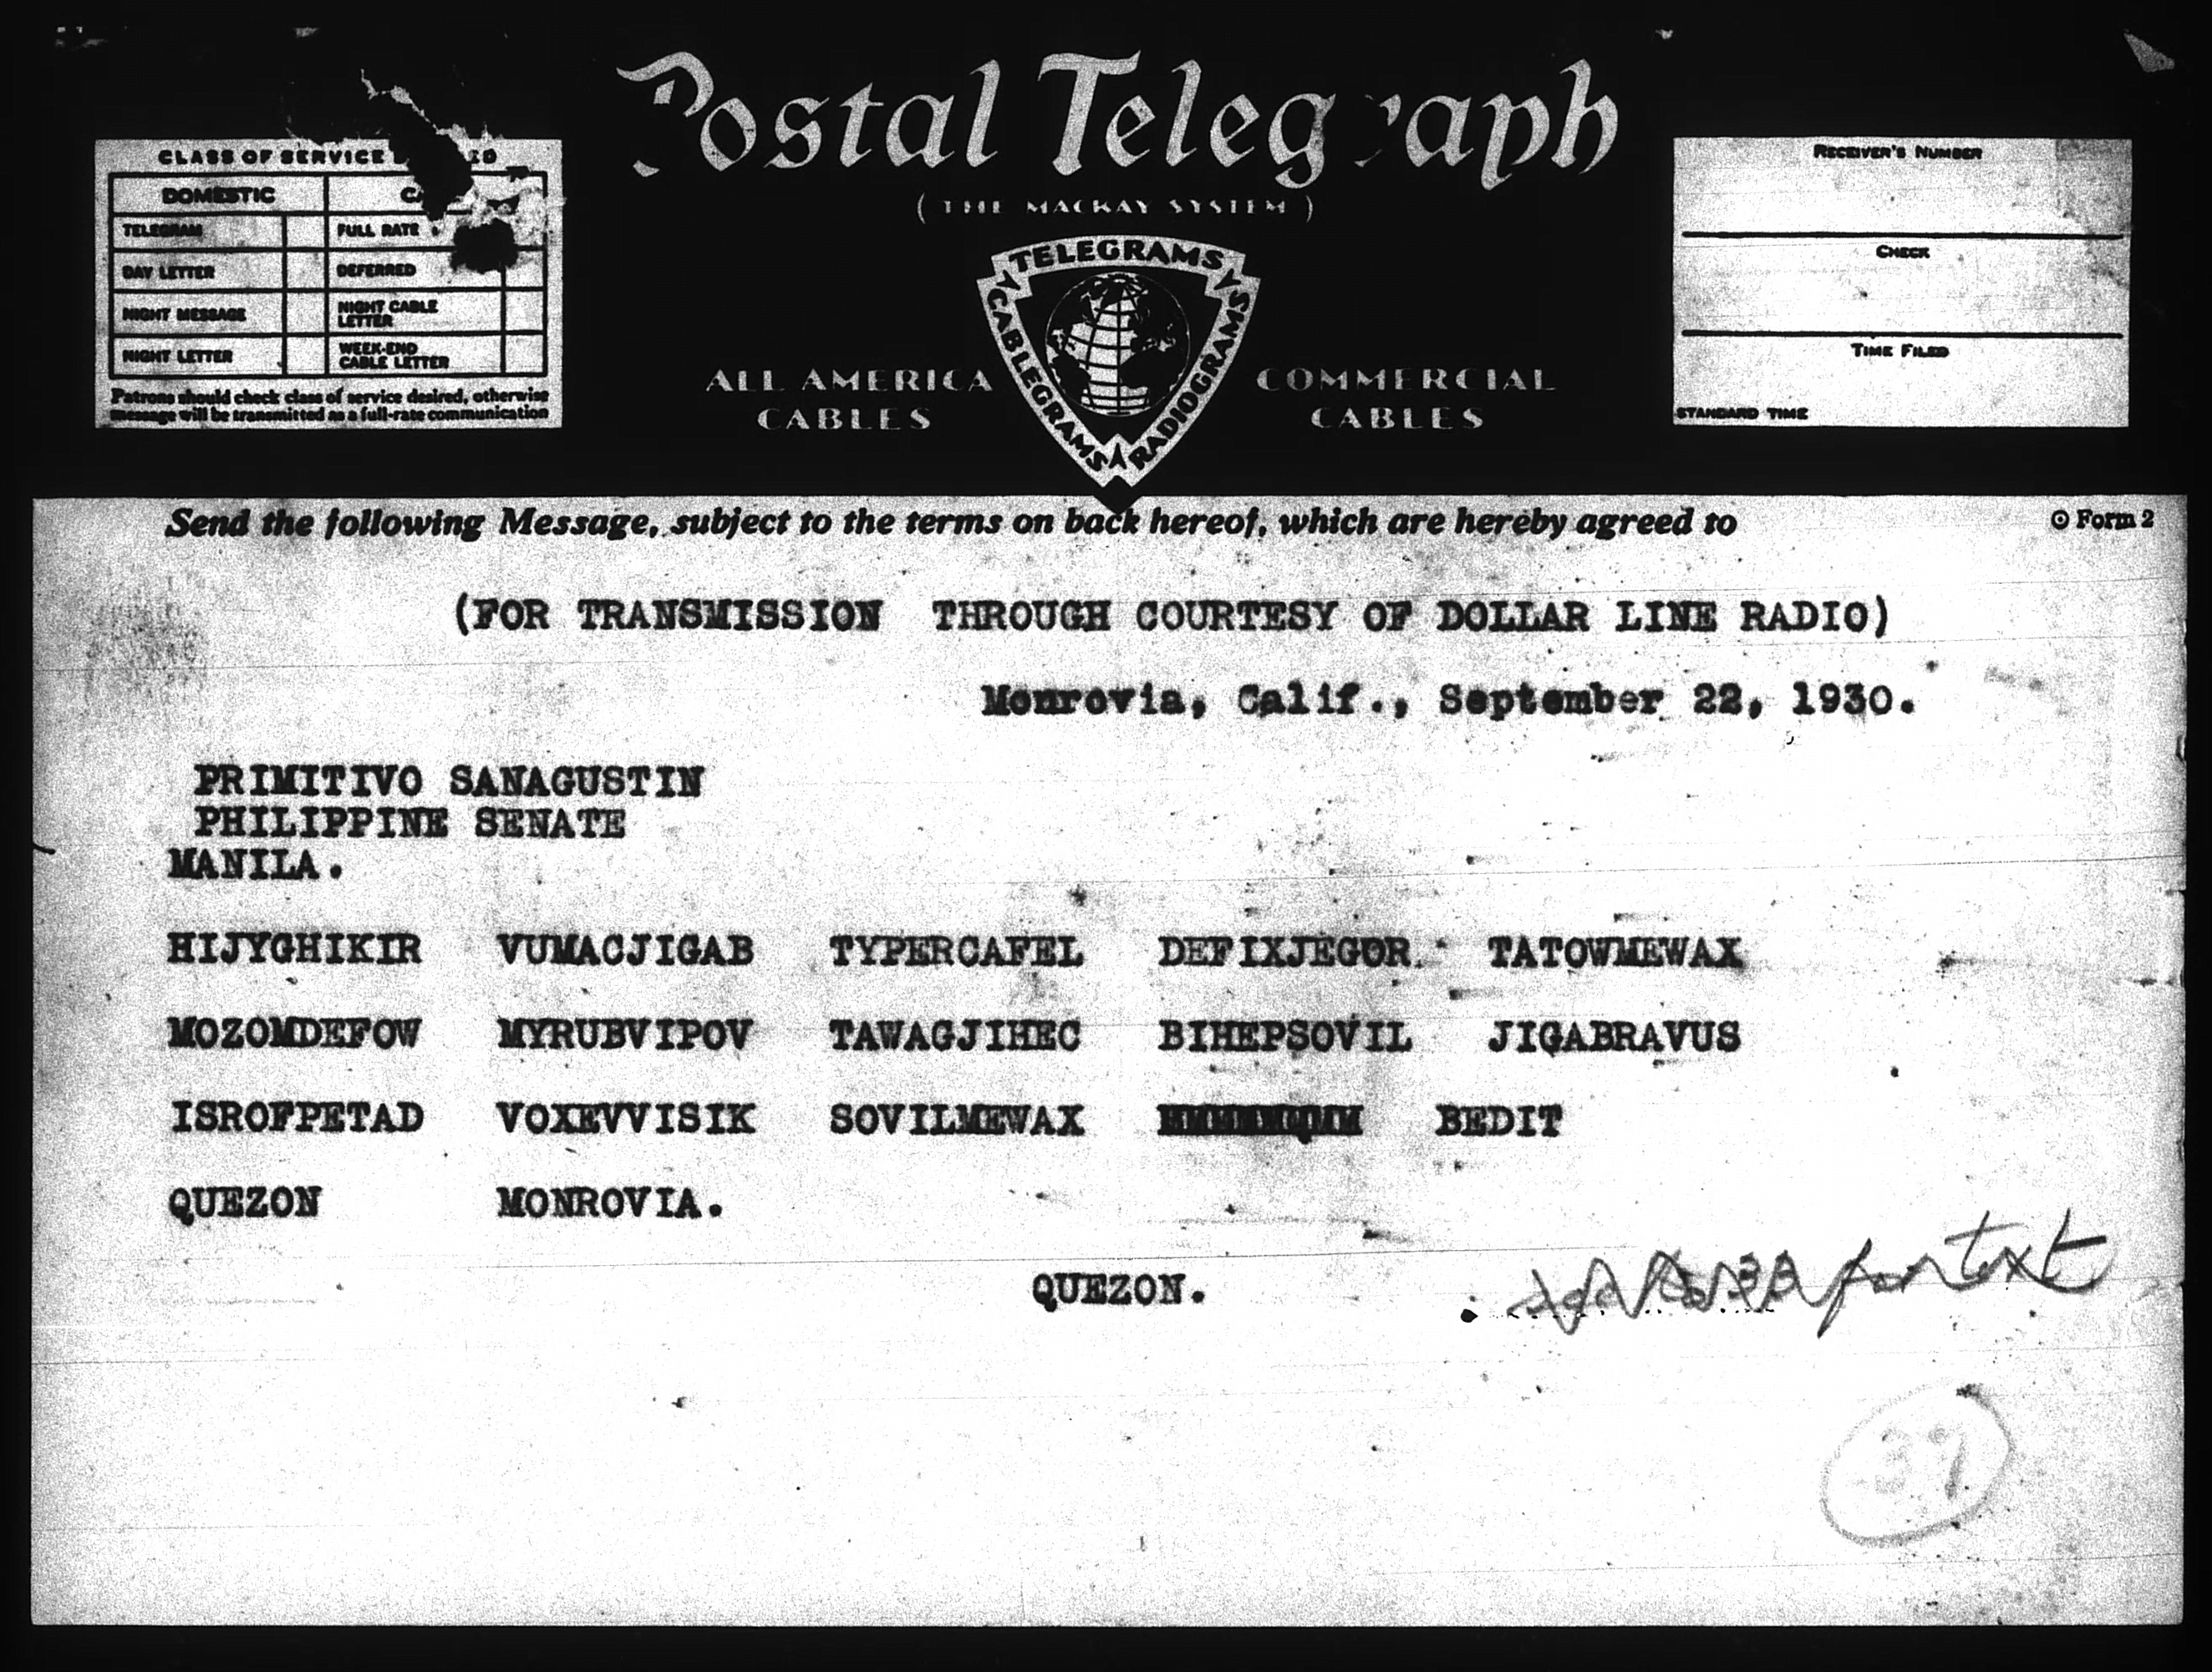 Postal Telegraph
(THE MACKAY SYSTEM)
CLASS OF SERVICE
DOMESTIC
TELEGRAM FULL RATE
DAY LETTER DEFERRED
NIGHT MESSAGE NIGHT CABLE LETTER
NIGHT LETTER WEEK-END CABLE LETTER
Patrons should check class of service desired, otherwise
message will be transmitted as a full-rate communication
TELEGRAMS
CABLEGRAMS
RADIOGRAMS
ALL AMERICA CABLES
COMMERCIAL CABLES
RECEIVER'S NUMBER
CHECK
TIME FILED
STANDARD TIME
Send the following Message, subject to the terms on back hereof, which are hereby agreed to
Form 2
(FOR TRANSMISSION THROUGH COURTESY OF DOLLAR LINE RADIO)
Monrovia, Calif., September 22, 1930.
PRIMITIVO SANAGUSTIN
PHILIPPINE SENATE
MANILA.
HIJYGHIKIR VUMACJIGAB TYPERCAFEL DEFIXJEGOR TATOWMEWAX
MOZOMDEFOW MYRUBVIPOV TAWAGJIHEC BIHEPSOVIL JIGABRAVUS
ISROFPETAD VOXEVVISIK SOVILMEWAX BEDIT
QUEZON MONROVIA.
QUEZON.
for text
37